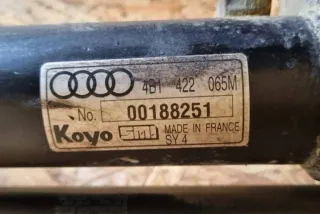 4B1 422 065M
No. 00188251
Koyo smi MADE IN FRANCE
SY 4